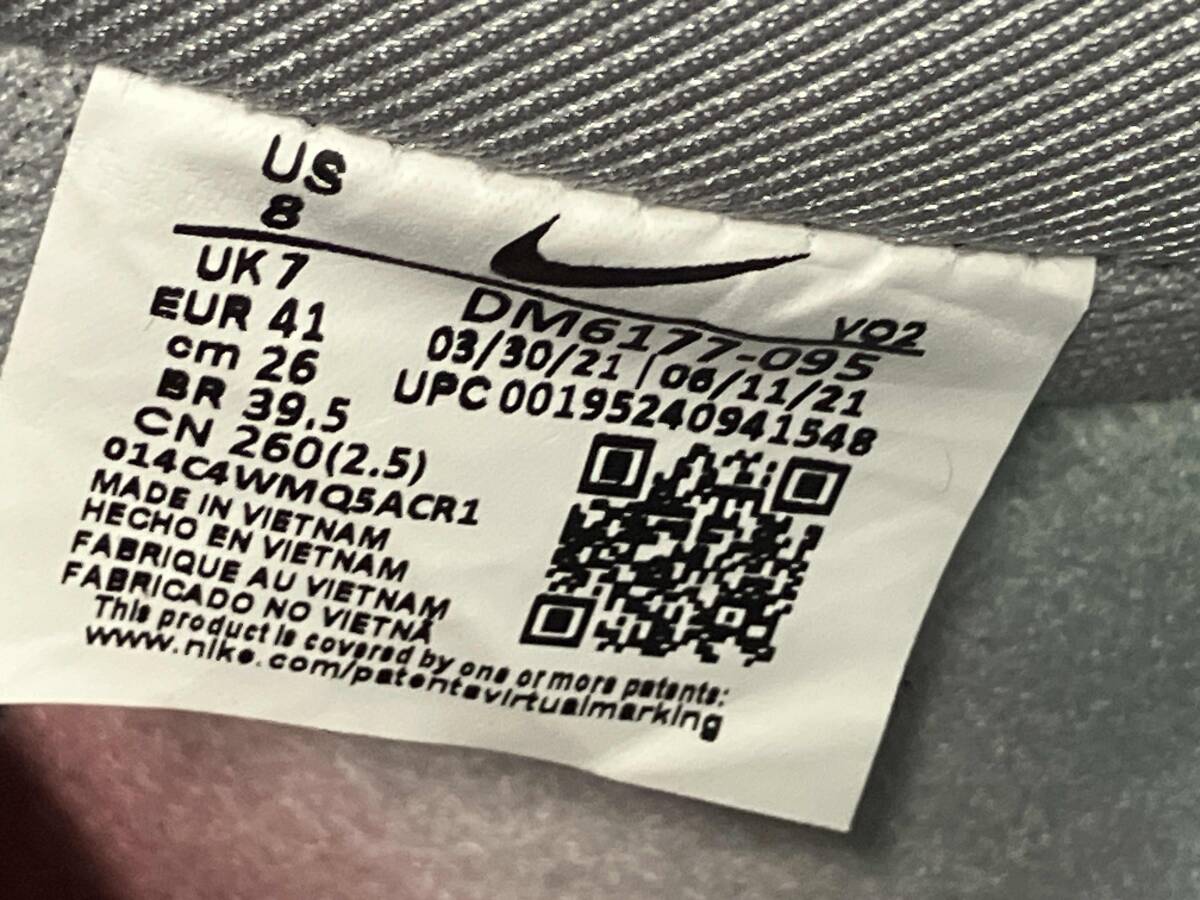 US
8
UK 7
EUR 41
cm 26
BR 39.5
CN 260(2.5)
014C4WMQ5ACR1
MADE IN VIETNAM
HECHO EN VIETNAM
FABRIQUE AU VIETNAM
FABRICADO NO VIETNÃ
This product is covered by one or more patents:
www.nike.com/patentsvirtualmarking
VO2
DM6177-095
03/30/21 | 06/11/21
UPC 00195240941548